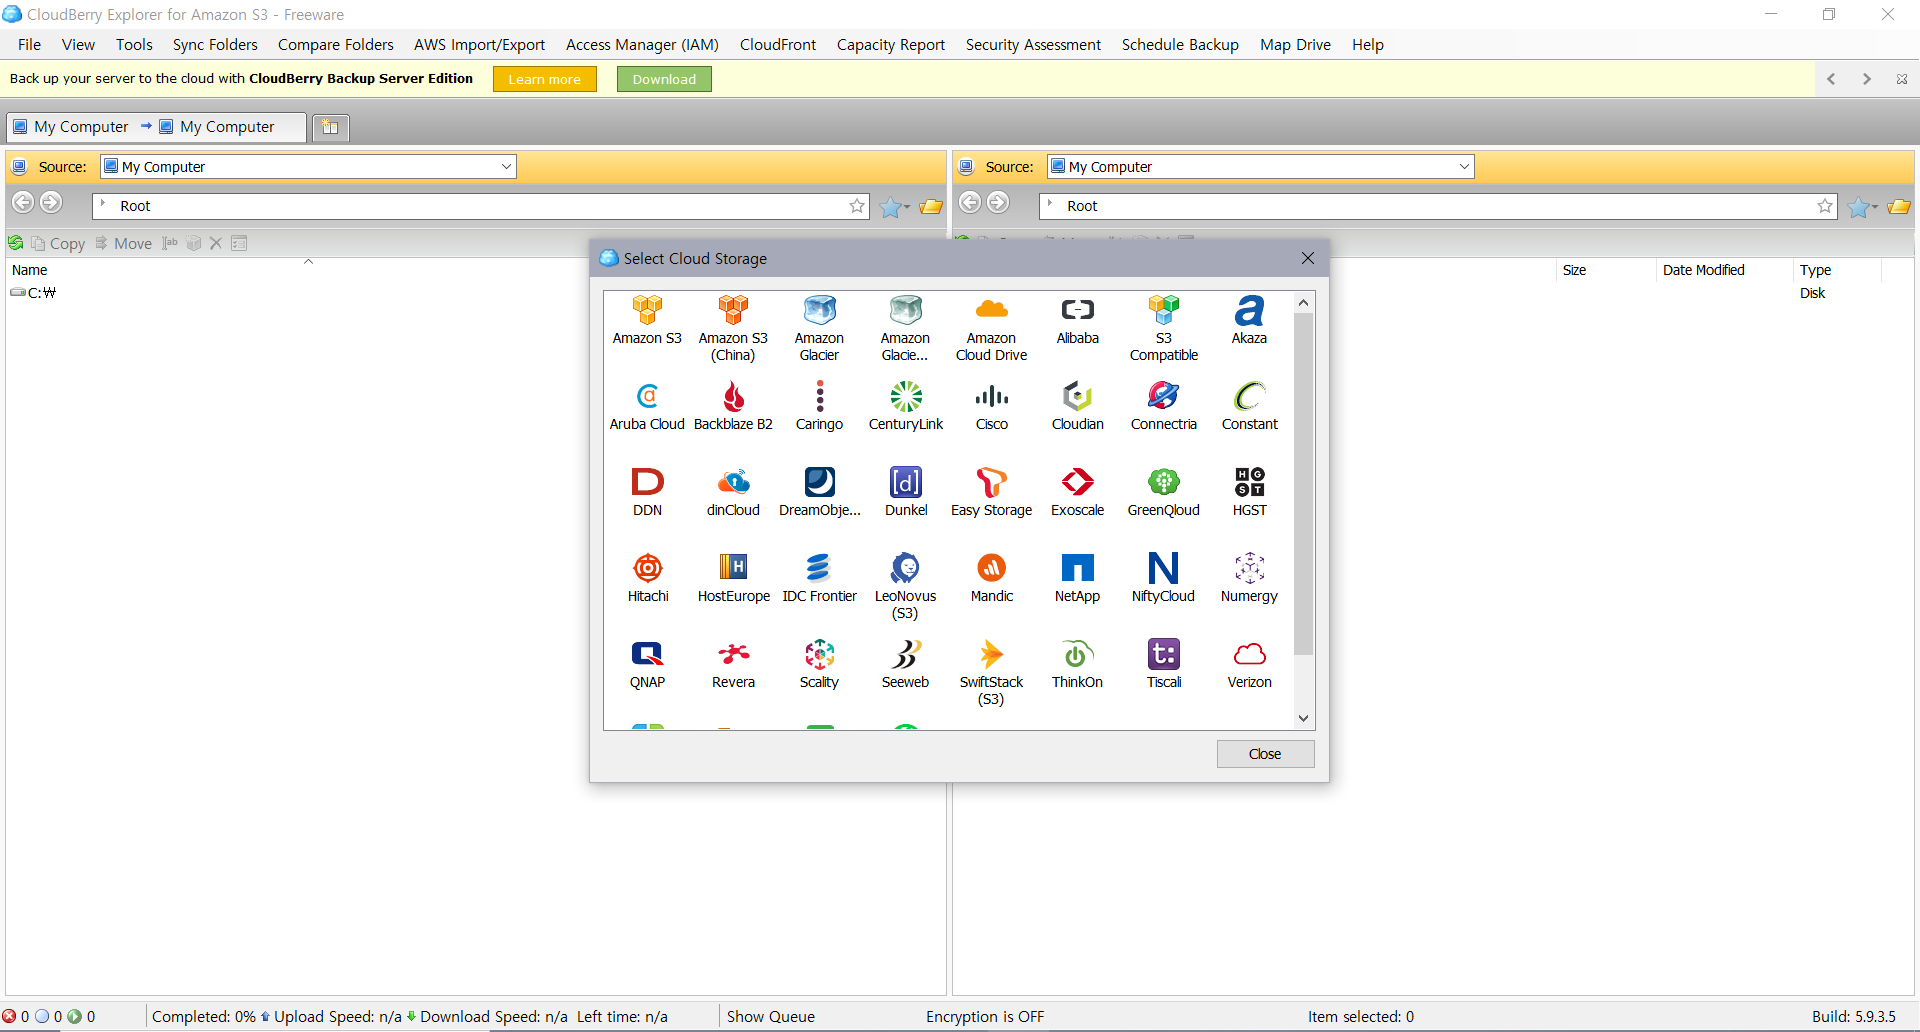 CloudBerry Explorer for Amazon S3 - Freeware
File View Tools Sync Folders Compare Folders AWS Import/Export Access Manager (IAM) CloudFront Capacity Report Security Assessment Schedule Backup Map Drive Help
Back up your server to the cloud with CloudBerry Backup Server Edition Learn more Download
My Computer My Computer
Source: My Computer Source: My Computer
Root Root
Copy Move
Select Cloud Storage
Name Size Date Modified Type
C:₩ Disk
Amazon S3 Amazon S3 (China) Amazon Glacier Amazon Glacie... Amazon Cloud Drive Alibaba S3 Compatible Akaza
Aruba Cloud Backblaze B2 Caringo CenturyLink Cisco Cloudian Connectria Constant
DDN dinCloud DreamObje... Dunkel Easy Storage Exoscale GreenQloud HGST
Hitachi HostEurope IDC Frontier LeoNovus (S3) Mandic NetApp NiftyCloud Numergy
QNAP Revera Scality Seeweb SwiftStack (S3) ThinkOn Tiscali Verizon
Close
0 0 0 Completed: 0% Upload Speed: n/a Download Speed: n/a Left time: n/a Show Queue Encryption is OFF Item selected: 0 Build: 5.9.3.5